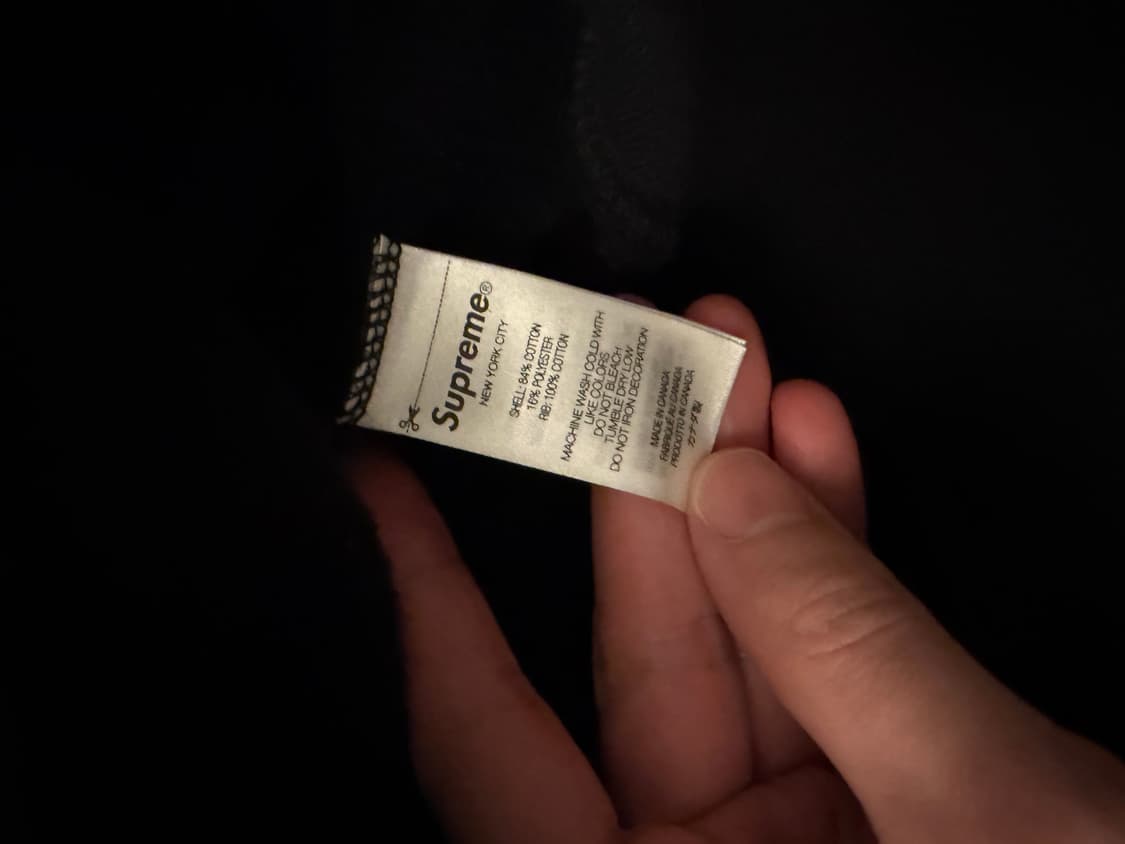 Supreme®
NEW YORK CITY
SHELL: 84% COTTON
16% POLYESTER
RIB: 100% COTTON
MACHINE WASH COLD WITH
LIKE COLORS
DO NOT BLEACH
TUMBLE DRY LOW
DO NOT IRON DECORATION
MADE IN CANADA
FABRIQUÉ AU CANADA
PRODOTTO IN CANADA
カナダ製